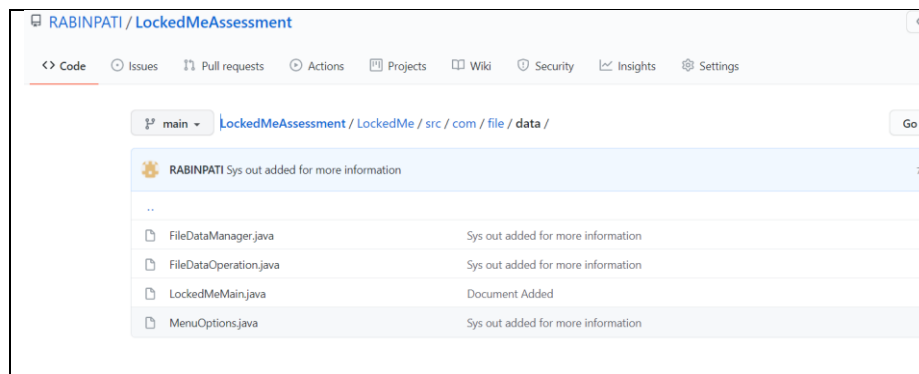 RABINPATI / LockedMeAssessment
<> Code Issues Pull requests Actions Projects Wiki Security Insights Settings
main LockedMeAssessment / LockedMe / src / com / file / data / Go
RABINPATI Sys out added for more information
..
FileDataManager.java Sys out added for more information
FileDataOperation.java Sys out added for more information
LockedMeMain.java Document Added
MenuOptions.java Sys out added for more information